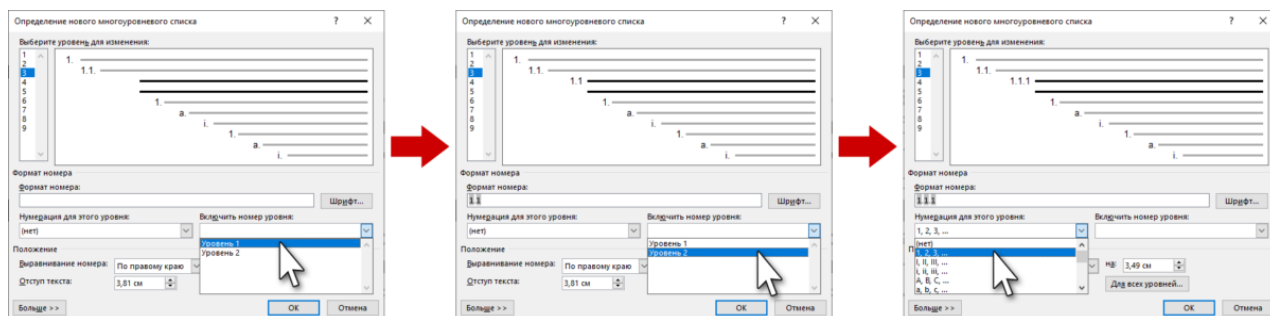 Определение нового многоуровневого списка ? ×
Выберите уровень для изменения:
1
2
3
4
5
6
7
8
9
1.
1.1.
1.
a.
i.
1.
a.
i.
Формат номера
Формат номера:
Шрифт...
Нумерация для этого уровня:
Включить номер уровня:
(нет)
Уровень 1
Уровень 2
Положение
Выравнивание номера:
По правому краю
Отступ текста:
3,81 см
Больше >>
ОК
Отмена
Определение нового многоуровневого списка ? ×
Выберите уровень для изменения:
1
2
3
4
5
6
7
8
9
1.
1.1.
1.1
1.
a.
i.
1.
a.
i.
Формат номера
Формат номера:
1.1
Шрифт...
Нумерация для этого уровня:
Включить номер уровня:
(нет)
Уровень 1
Уровень 2
Положение
Выравнивание номера:
По правому краю
Отступ текста:
3,81 см
Больше >>
ОК
Отмена
Определение нового многоуровневого списка ? ×
Выберите уровень для изменения:
1
2
3
4
5
6
7
8
9
1.
1.1.
1.1.1
1.
a.
i.
1.
a.
i.
Формат номера
Формат номера:
1.1.1
Шрифт...
Нумерация для этого уровня:
Включить номер уровня:
1, 2, 3, ...
(нет)
1, 2, 3, ...
I, II, III, ...
i, ii, iii, ...
A, B, C, ...
a, b, c, ...
на:
3,49 см
Для всех уровней...
Больше >>
ОК
Отмена